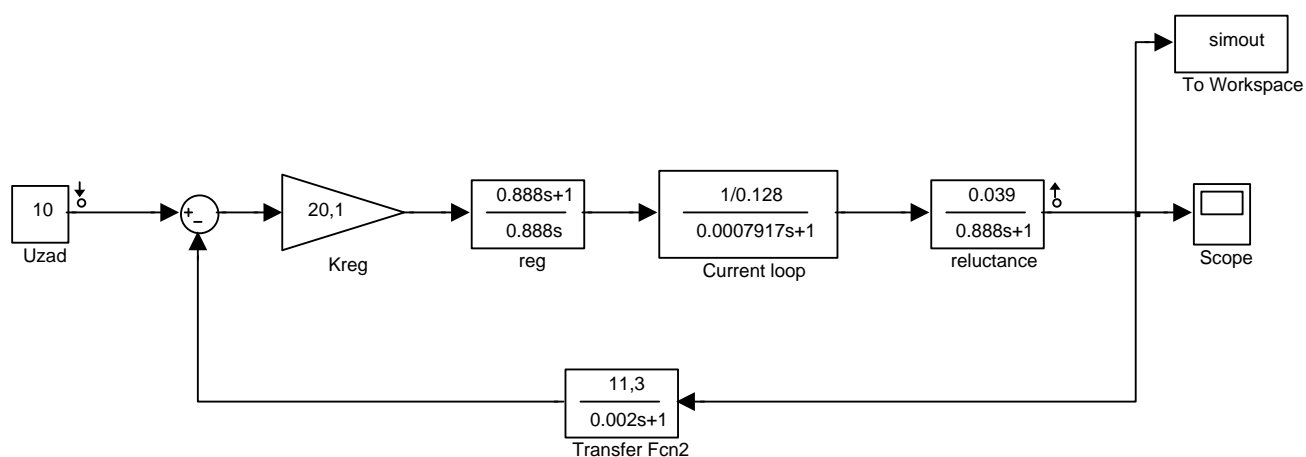 simout
To Workspace
10
Uzad
+
−
20,1
Kreg
0.888s+1
0.888s
reg
1/0.128
0.0007917s+1
Current loop
0.039
0.888s+1
reluctance
Scope
11,3
0.002s+1
Transfer Fcn2